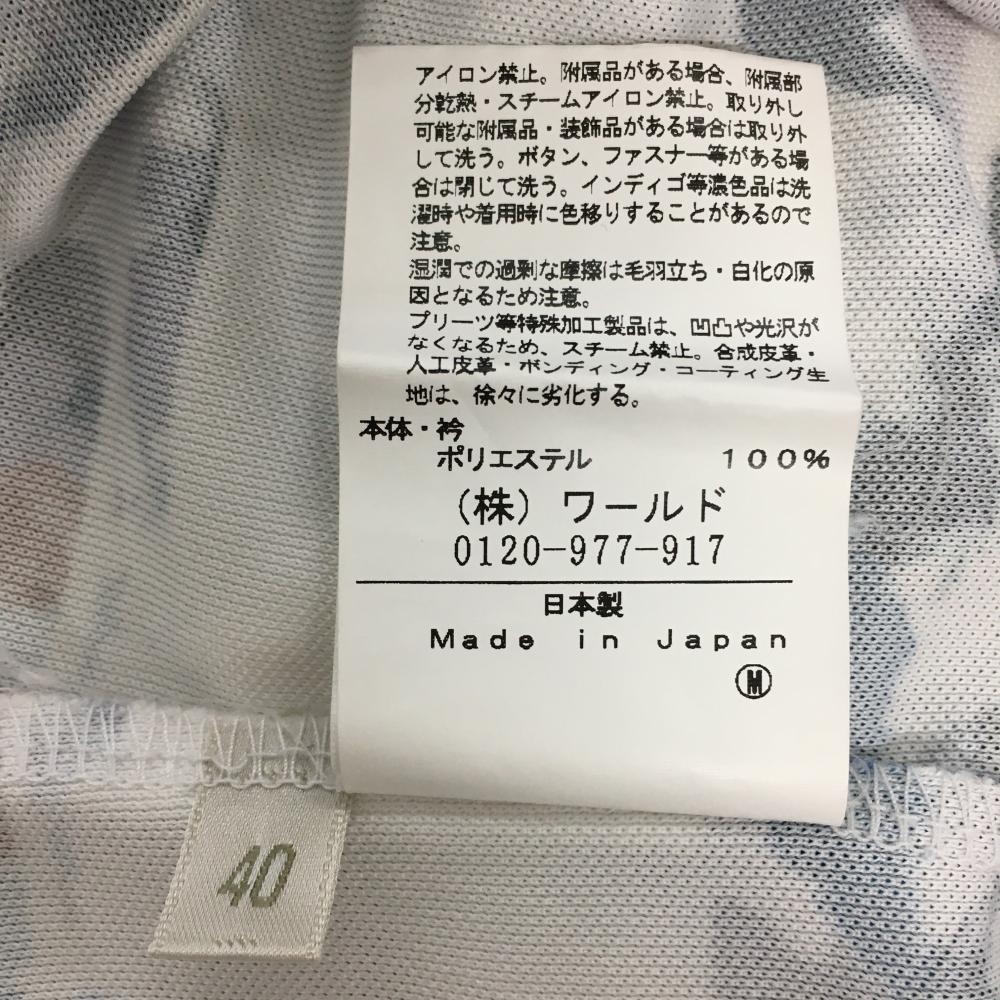 アイロン禁止。附属品がある場合、附属部
分乾熱・スチームアイロン禁止。取り外し
可能な附属品・装飾品がある場合は取り外
して洗う。ボタン、ファスナー等がある場
合は閉じて洗う。インディゴ等濃色品は洗
濯時や着用時に色移りすることがあるので
注意。
湿潤での過剰な摩擦は毛羽立ち・白化の原
因となるため注意。
プリーツ等特殊加工製品は、凹凸や光沢が
なくなるため、スチーム禁止。合成皮革・
人工皮革・ボンディング・コーティング生
地は、徐々に劣化する。
本体・衿
ポリエステル 100%
(株)ワールド
0120-977-917
日本製
Made in Japan
M
40